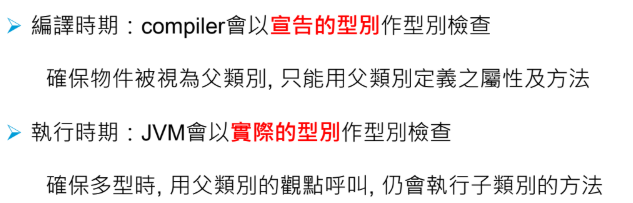 ➢ 編譯時期：compiler會以宣告的型別作型別檢查
確保物件被視為父類別, 只能用父類別定義之屬性及方法
➢ 執行時期：JVM會以實際的型別作型別檢查
確保多型時, 用父類別的觀點呼叫, 仍會執行子類別的方法